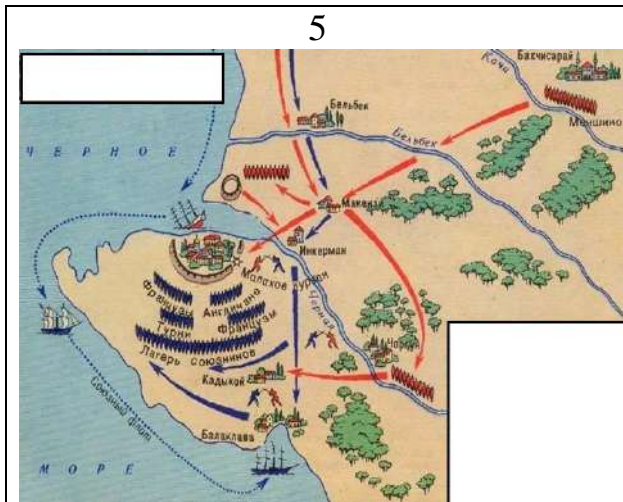 5
Бахчисарай
Кача
Меншиков
Бельбек
Бельбек
ЧЕРНОЕ
Макензи
Инкерман
Малахов курган
Черная
Французы
Англичане
Турки
Французы
Лагерь союзников
Чоргун
Кадыкой
Союзный флот
Балаклава
МОРЕ